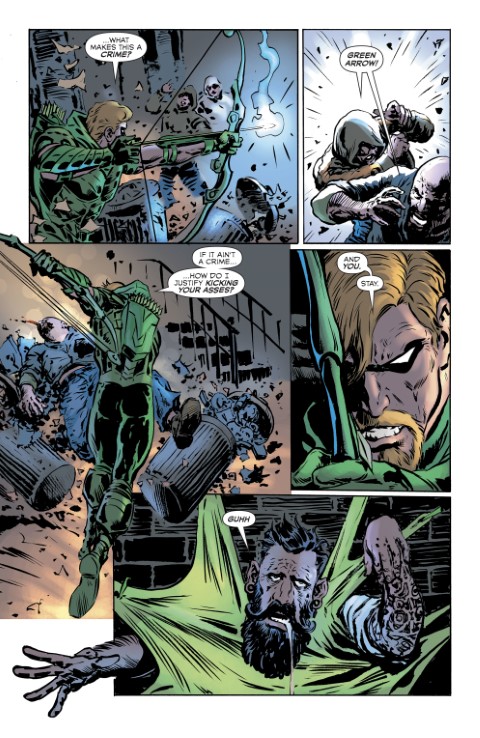 ...WHAT
MAKES THIS A
CRIME?
GREEN
ARROW!
IF IT AIN'T
A CRIME...
...HOW DO I
JUSTIFY KICKING
YOUR ASSES?
AND
YOU.
STAY.
GUHH